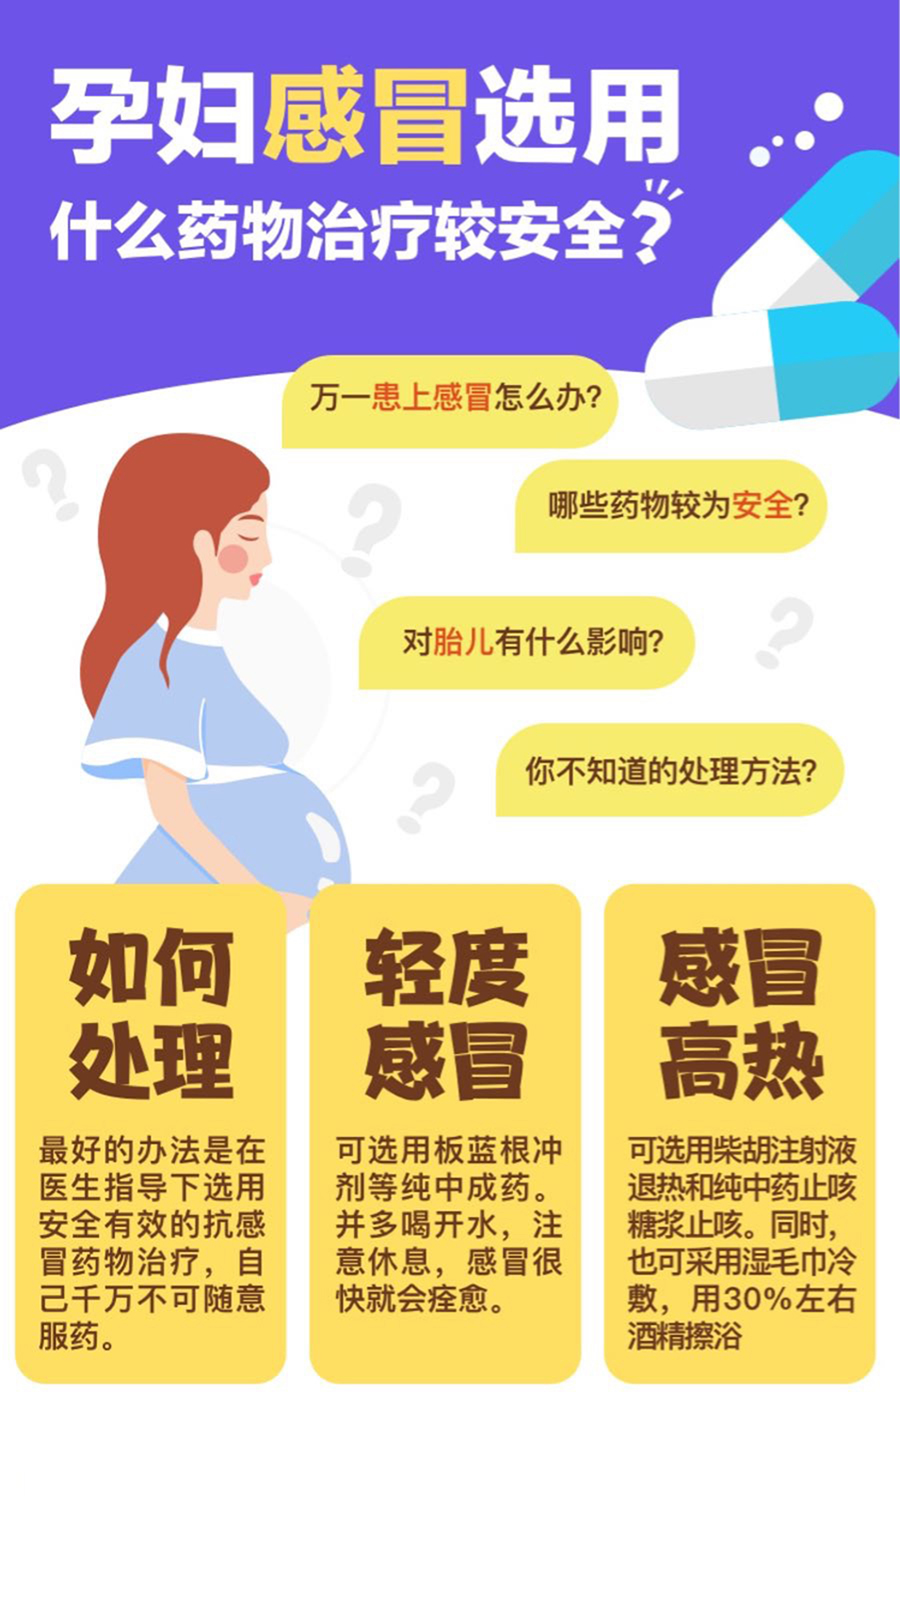 孕妇感冒选用
什么药物治疗较安全?
万一患上感冒怎么办?
哪些药物较为安全?
对胎儿有什么影响?
你不知道的处理方法?
如何
处理
最好的办法是在
医生指导下选用
安全有效的抗感
冒药物治疗，自
己千万不可随意
服药。
轻度
感冒
可选用板蓝根冲
剂等纯中成药。
并多喝开水，注
意休息，感冒很
快就会痊愈。
感冒
高热
可选用柴胡注射液
退热和纯中药止咳
糖浆止咳。同时，
也可采用湿毛巾冷
敷，用30%左右
酒精擦浴